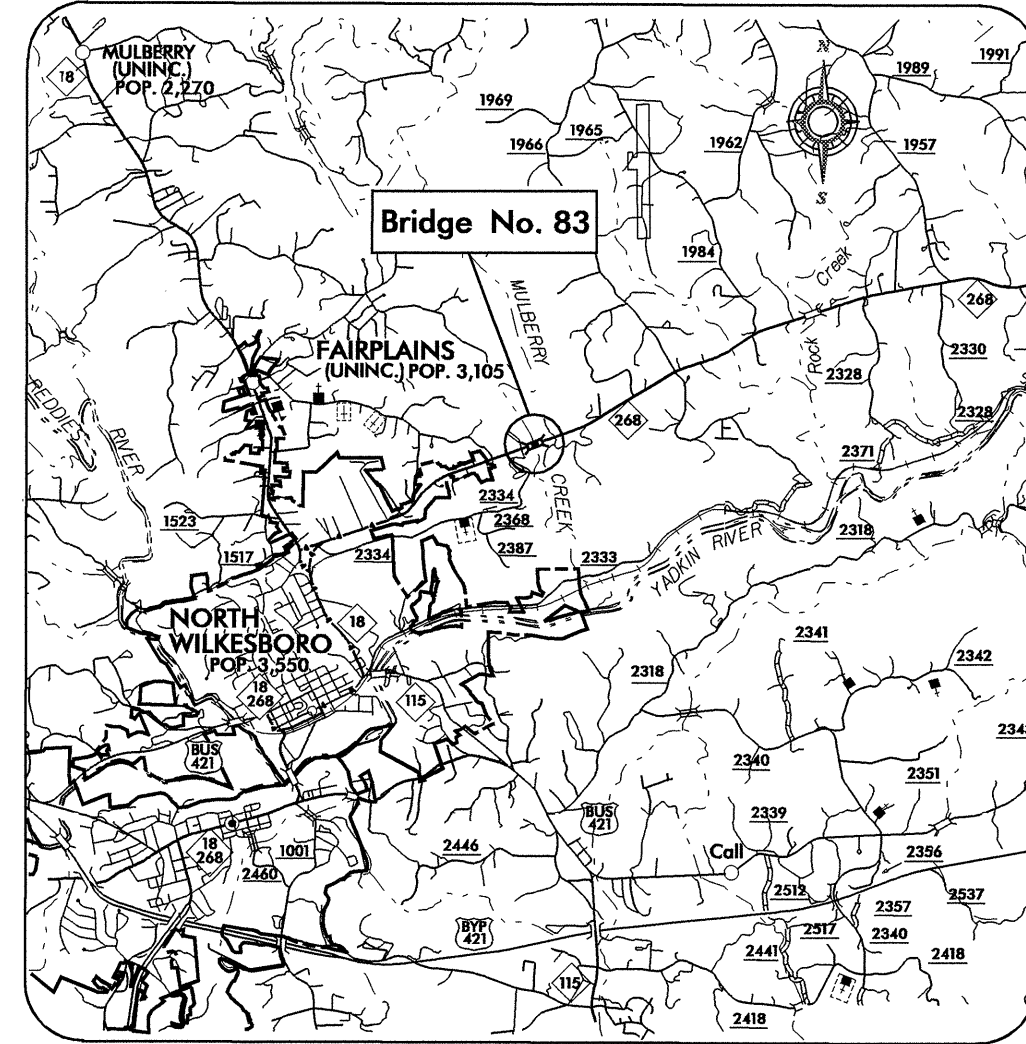 MULBERRY
(UNINC.)
POP. 2,270
18
N
S
1989
1991
1969
1965
1966
1962
1957
Bridge No. 83
1984
Rock Creek
268
MULBERRY
CREEK
FAIRPLAINS
(UNINC.) POP. 3,105
2330
2328
2328
268
REDDIES
RIVER
2371
2334
2368
2318
1523
1517
2334
2387
2333
YADKIN RIVER
NORTH
WILKESBORO
POP. 3,550
18
2341
2342
2318
18
268
115
2343
BUS
421
2340
2351
BUS
421
2339
18
268
1001
2446
Call
2356
2460
2512
2537
2357
BYP
421
2517
2340
2441
2418
115
2418